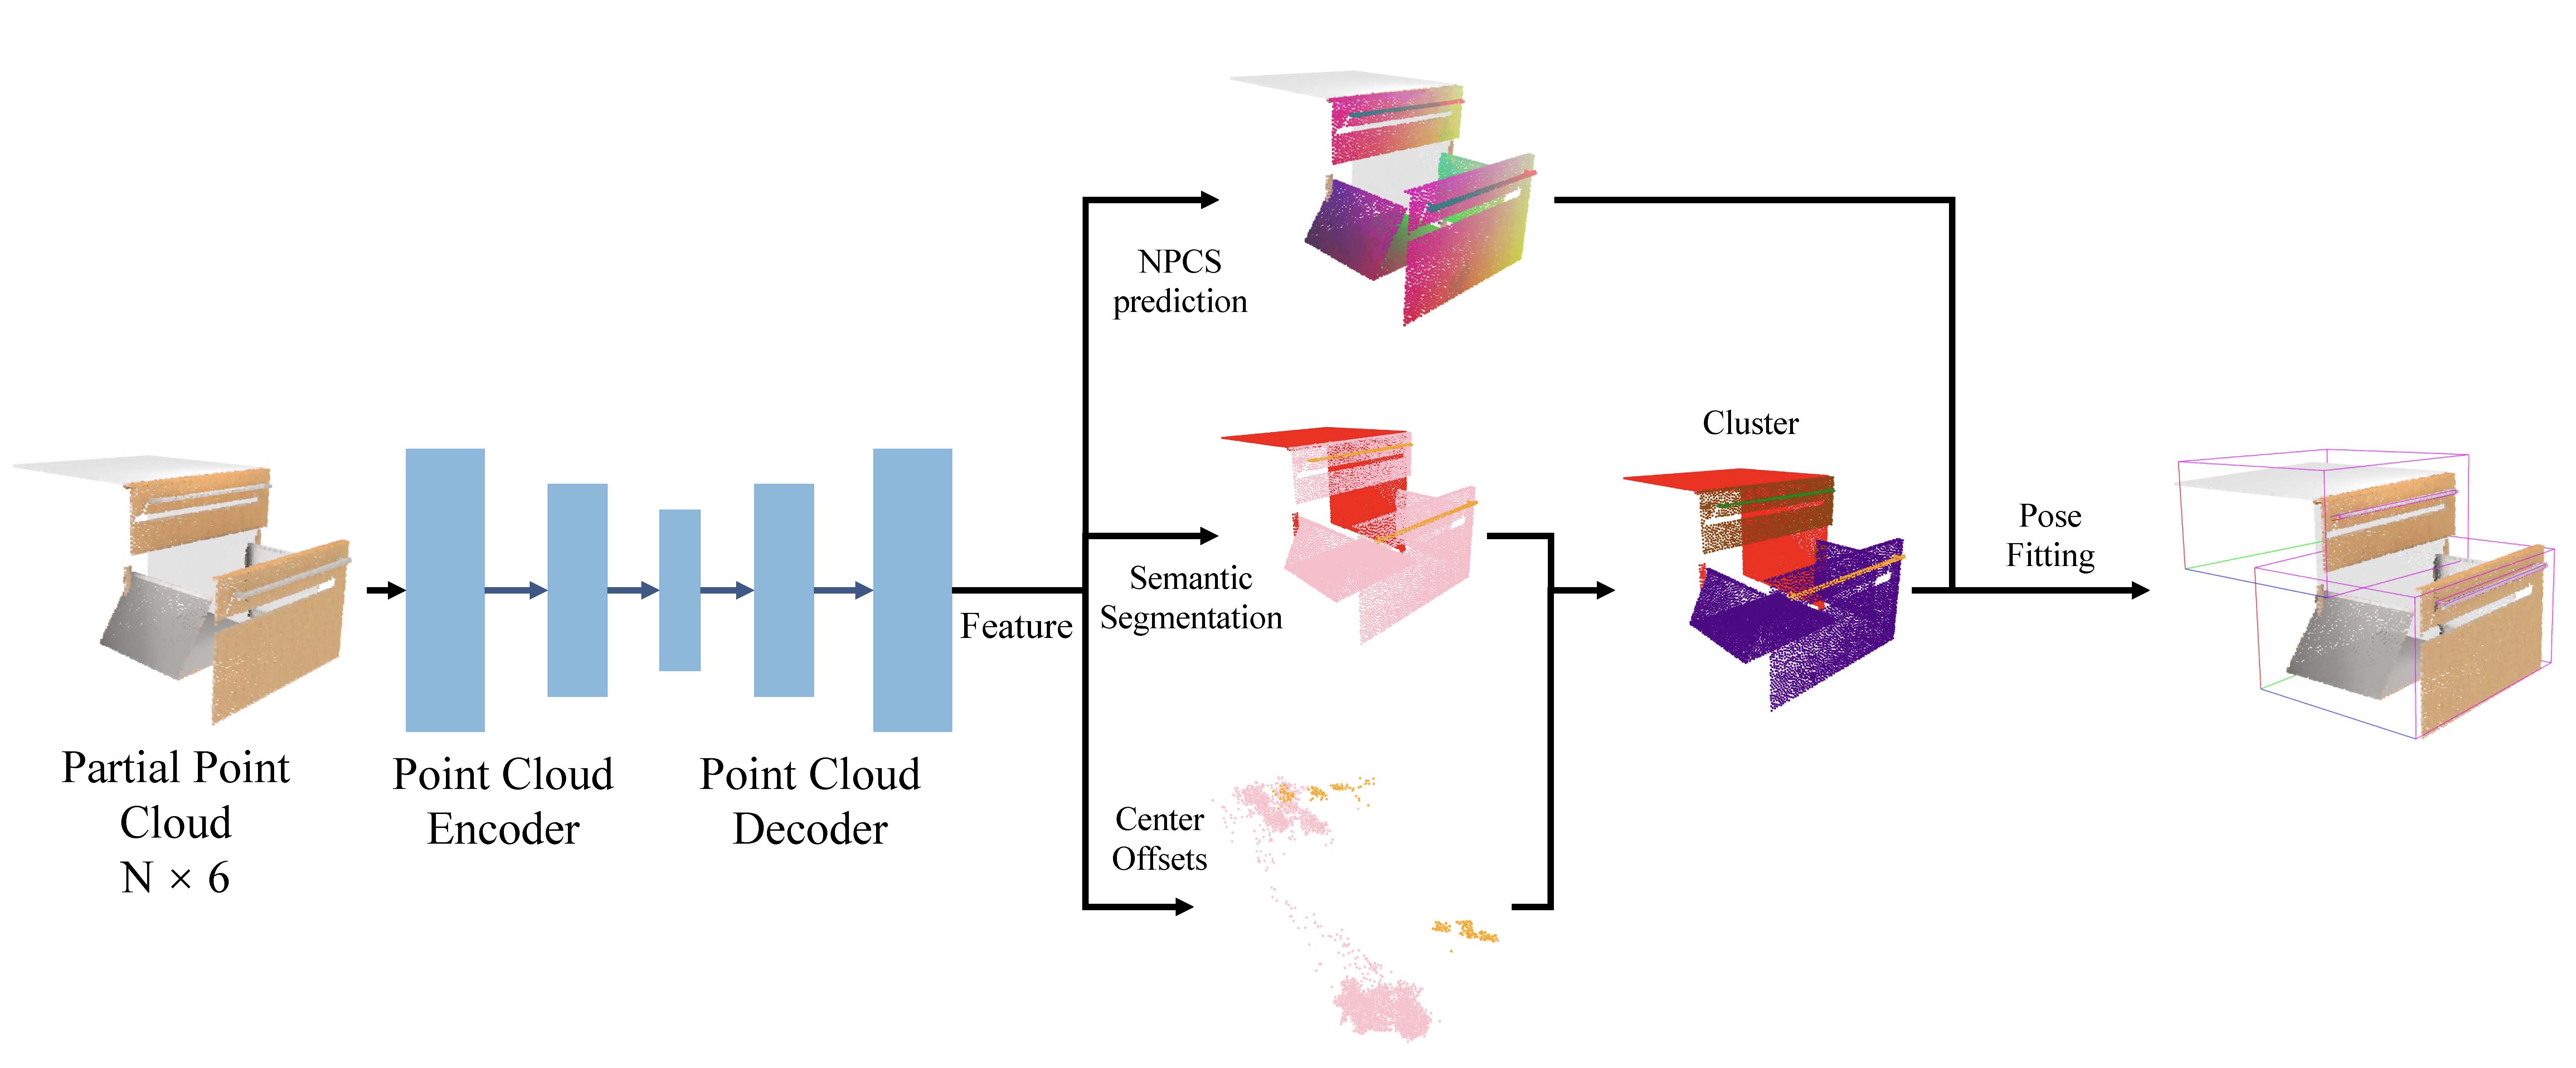 Partial Point
Cloud
N × 6
Point Cloud
Encoder
Point Cloud
Decoder
Feature
NPCS
prediction
Semantic
Segmentation
Center
Offsets
Cluster
Pose
Fitting